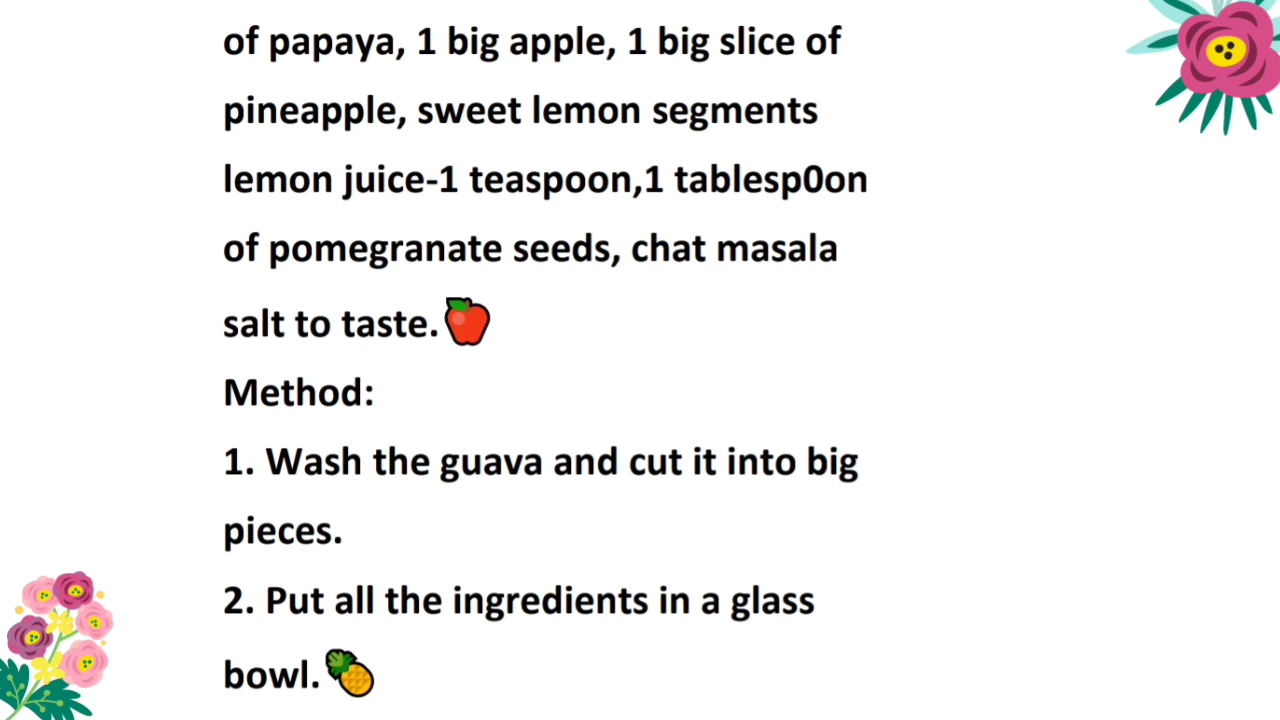 of papaya, 1 big apple, 1 big slice of
pineapple, sweet lemon segments
lemon juice-1 teaspoon,1 tablesp0on
of pomegranate seeds, chat masala
salt to taste.🍎
Method:
1. Wash the guava and cut it into big
pieces.
2. Put all the ingredients in a glass
bowl.🍍